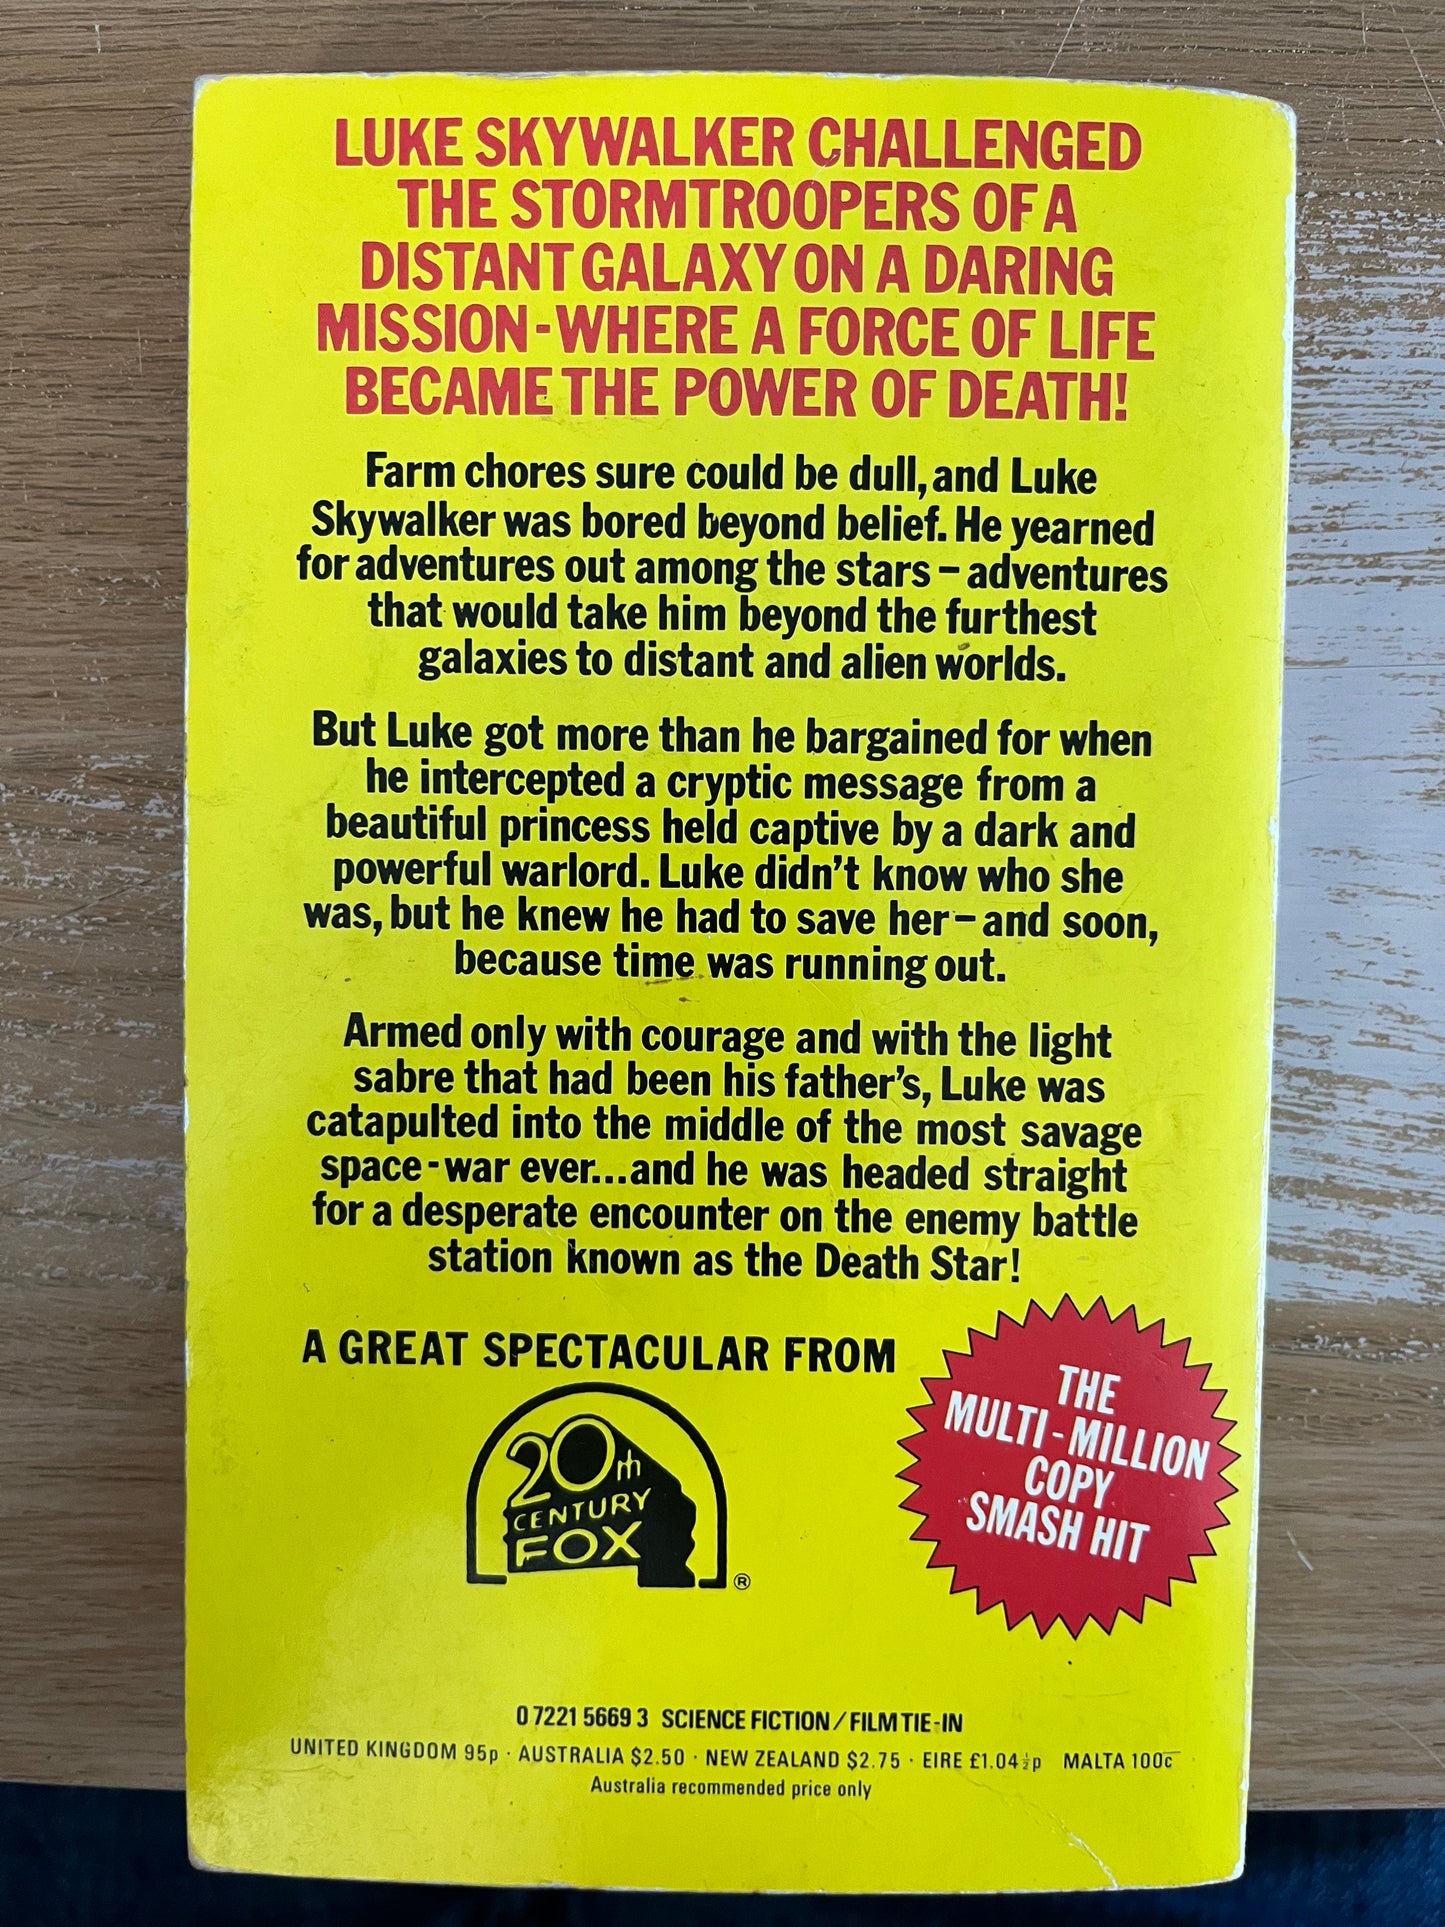 LUKE SKYWALKER CHALLENGED
THE STORMTROOPERS OF A
DISTANT GALAXY ON A DARING
MISSION-WHERE A FORCE OF LIFE
BECAME THE POWER OF DEATH!
Farm chores sure could be dull, and Luke
Skywalker was bored beyond belief. He yearned
for adventures out among the stars – adventures
that would take him beyond the furthest
galaxies to distant and alien worlds.
But Luke got more than he bargained for when
he intercepted a cryptic message from a
beautiful princess held captive by a dark and
powerful warlord. Luke didn't know who she
was, but he knew he had to save her – and soon,
because time was running out.
Armed only with courage and with the light
sabre that had been his father's, Luke was
catapulted into the middle of the most savage
space-war ever...and he was headed straight
for a desperate encounter on the enemy battle
station known as the Death Star!
A GREAT SPECTACULAR FROM
20th
CENTURY
FOX
®
THE
MULTI-MILLION
COPY
SMASH HIT
0 7221 5669 3 SCIENCE FICTION/FILM TIE-IN
UNITED KINGDOM 95p · AUSTRALIA $2.50 · NEW ZEALAND $2.75 · EIRE £1.04½p MALTA 100c
Australia recommended price only